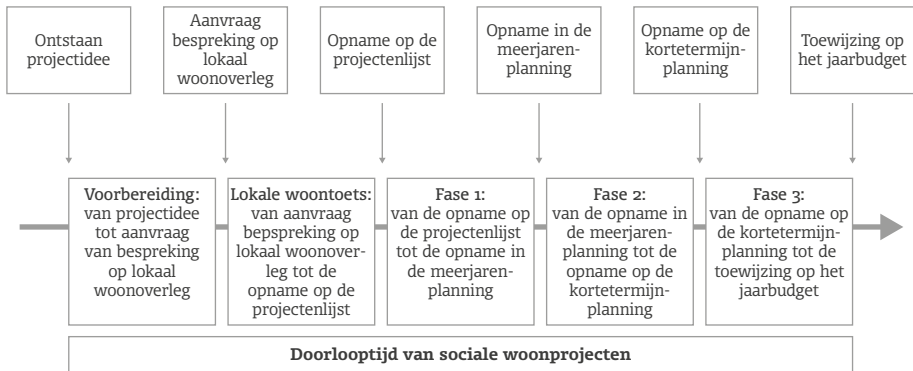 Ontstaan
projectidee
Aanvraag
bespreking op
lokaal
woonoverleg
Opname op de
projectenlijst
Opname in de
meerjaren-
planning
Opname op de
kortetermijn-
planning
Toewijzing op
het jaarbudget
Voorbereiding:
van projectidee
tot aanvraag
van bespreking
op lokaal
woonoverleg
Lokale woontoets:
van aanvraag
bepspreking op
lokaal woonover-
leg tot de
opname op de
projectenlijst
Fase 1:
van de opname op
de projectenlijst
tot de opname in
de meerjaren-
planning
Fase 2:
van de opname in
de meerjaren-
planning tot de
opname op de
kortetermijn-
planning
Fase 3:
van de opname op
de kortetermijn-
planning tot de
toewijzing op het
jaarbudget
Doorlooptijd van sociale woonprojecten